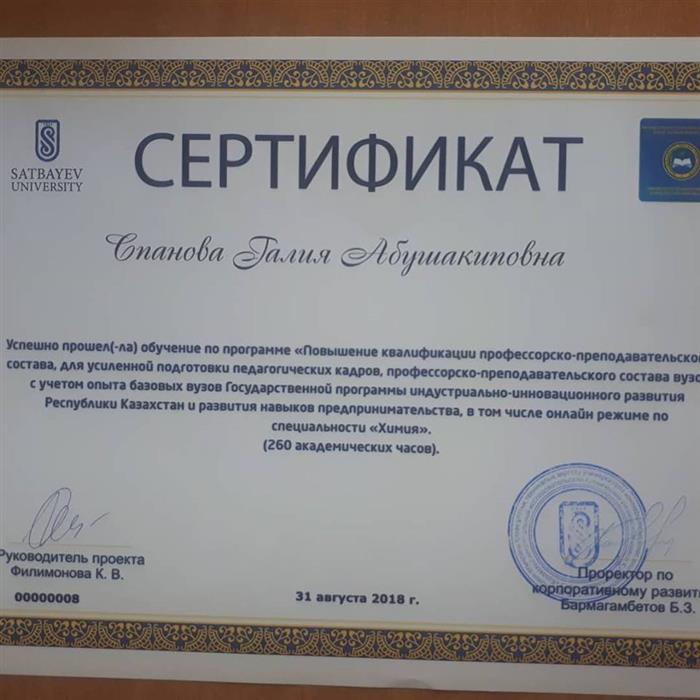 SATBAYEV
UNIVERSITY
СЕРТИФИКАТ
Спанова Галия Абушакиповна
Успешно прошел(-ла) обучение по программе «Повышение квалификации профессорско-преподавательског
состава, для усиленной подготовки педагогических кадров, профессорско-преподавательского состава вузо
с учетом опыта базовых вузов Государственной программы индустриально-инновационного развития
Республики Казахстан и развития навыков предпринимательства, в том числе онлайн режиме по
специальности «Химия».
(260 академических часов).
Руководитель проекта
Филимонова К. В.
00000008
31 августа 2018 г.
Проректор по
корпоративному развити
Бармагамбетов Б.З.